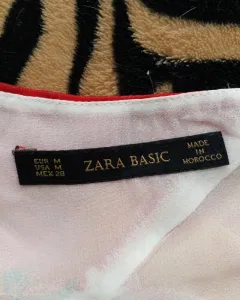 EUR M
USA M
MEX 28
ZARA BASIC
MADE
IN
MOROCCO